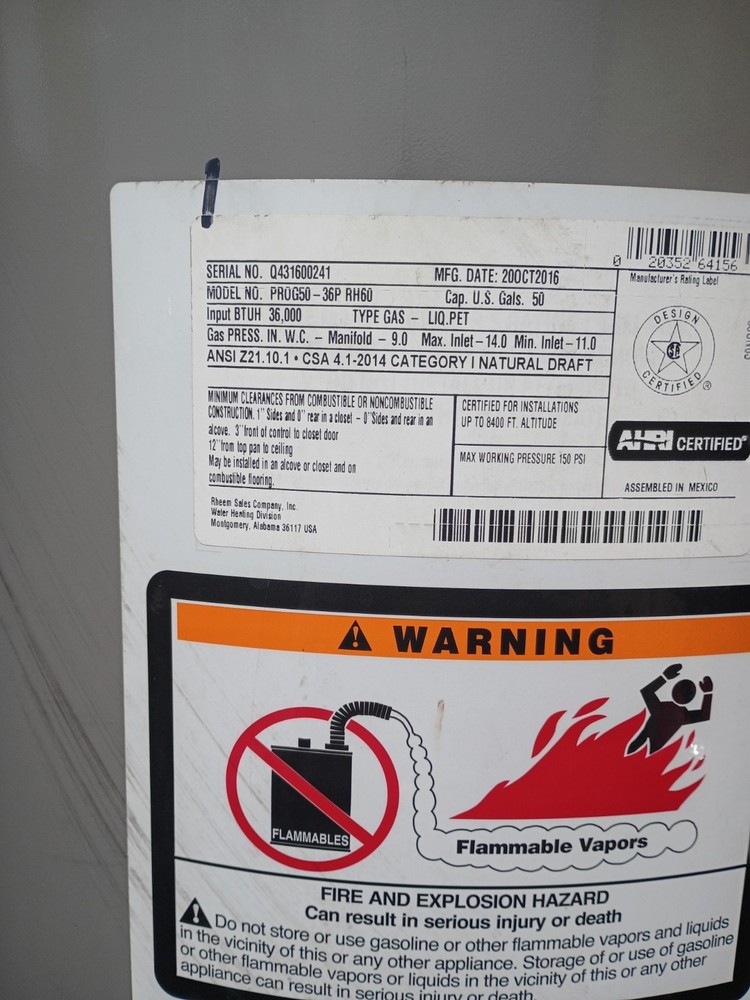 0 20352 64156
Manufacturer's Rating Label
SERIAL NO. Q431600241 MFG. DATE: 20OCT2016
MODEL NO. PROG50-36P RH60 Cap. U.S. Gals. 50
Input BTUH 36,000 TYPE GAS - LIQ.PET
Gas PRESS. IN. W.C. - Manifold - 9.0 Max. Inlet-14.0 Min. Inlet-11.0
ANSI Z21.10.1 • CSA 4.1-2014 CATEGORY I NATURAL DRAFT
DESIGN
CERTIFIED ®
MINIMUM CLEARANCES FROM COMBUSTIBLE OR NONCOMBUSTIBLE
CONSTRUCTION. 1" Sides and 0" rear in a closet - 0" Sides and rear in an
alcove. 3" front of control to closet door
12" from top pan to ceiling
May be installed in an alcove or closet and on
combustible flooring.
CERTIFIED FOR INSTALLATIONS
UP TO 8400 FT. ALTITUDE
MAX WORKING PRESSURE 150 PSI
AHRI CERTIFIED®
ASSEMBLED IN MEXICO
Rheem Sales Company, Inc.
Water Heating Division
Montgomery, Alabama 36117 USA
WARNING
FLAMMABLES
Flammable Vapors
FIRE AND EXPLOSION HAZARD
Can result in serious injury or death
Do not store or use gasoline or other flammable vapors and liquids
in the vicinity of this or any other appliance. Storage of or use of gasoline
or other flammable vapors or liquids in the vicinity of this or any other
appliance can result in serious injury or death.